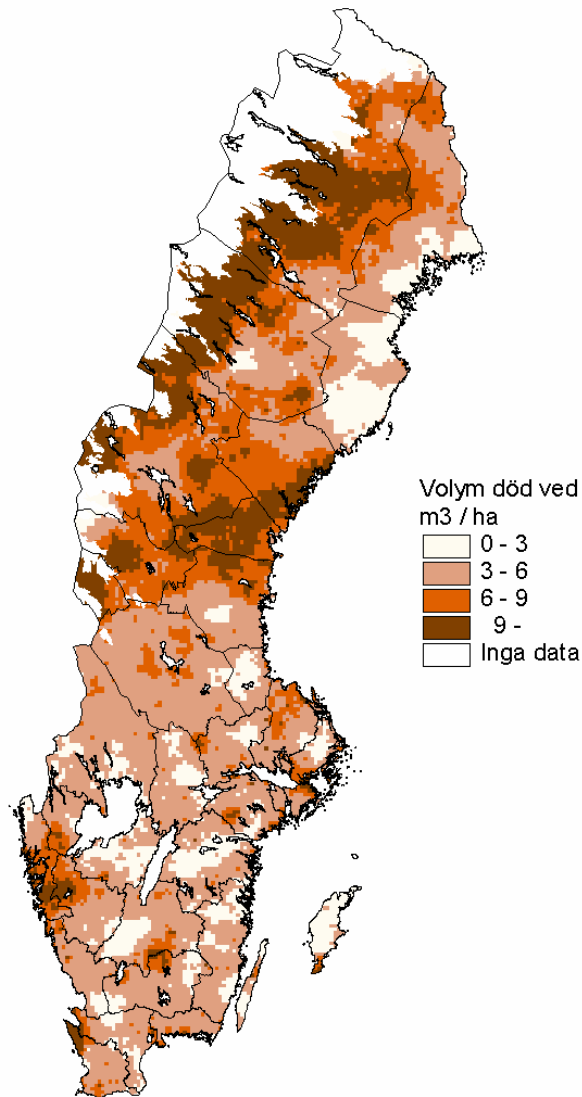 Volym död ved
m3 / ha
0 - 3
3 - 6
6 - 9
9 -
Inga data